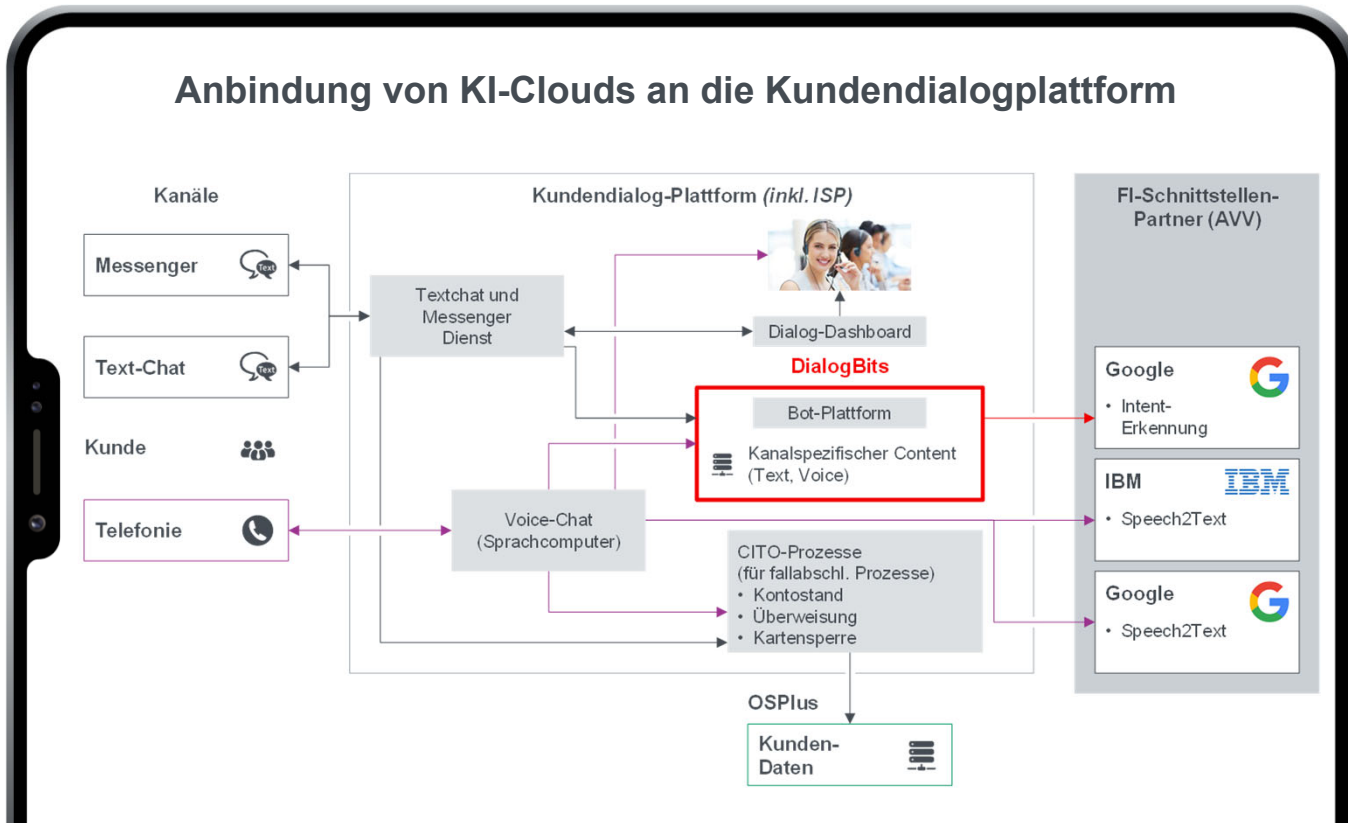 Anbindung von KI-Clouds an die Kundendialogplattform
Kanäle
Messenger
Text
Text-Chat
Text
Kunde
Telefonie
Kundendialog-Plattform (inkl. ISP)
Textchat und
Messenger
Dienst
Dialog-Dashboard
DialogBits
Bot-Plattform
Kanalspezifischer Content
(Text, Voice)
Voice-Chat
(Sprachcomputer)
CITO-Prozesse
(für fallabschl. Prozesse)
• Kontostand
• Überweisung
• Kartensperre
OSPlus
Kunden-
Daten
FI-Schnittstellen-
Partner (AVV)
Google
G
• Intent-
Erkennung
IBM
IBM
• Speech2Text
Google
G
• Speech2Text